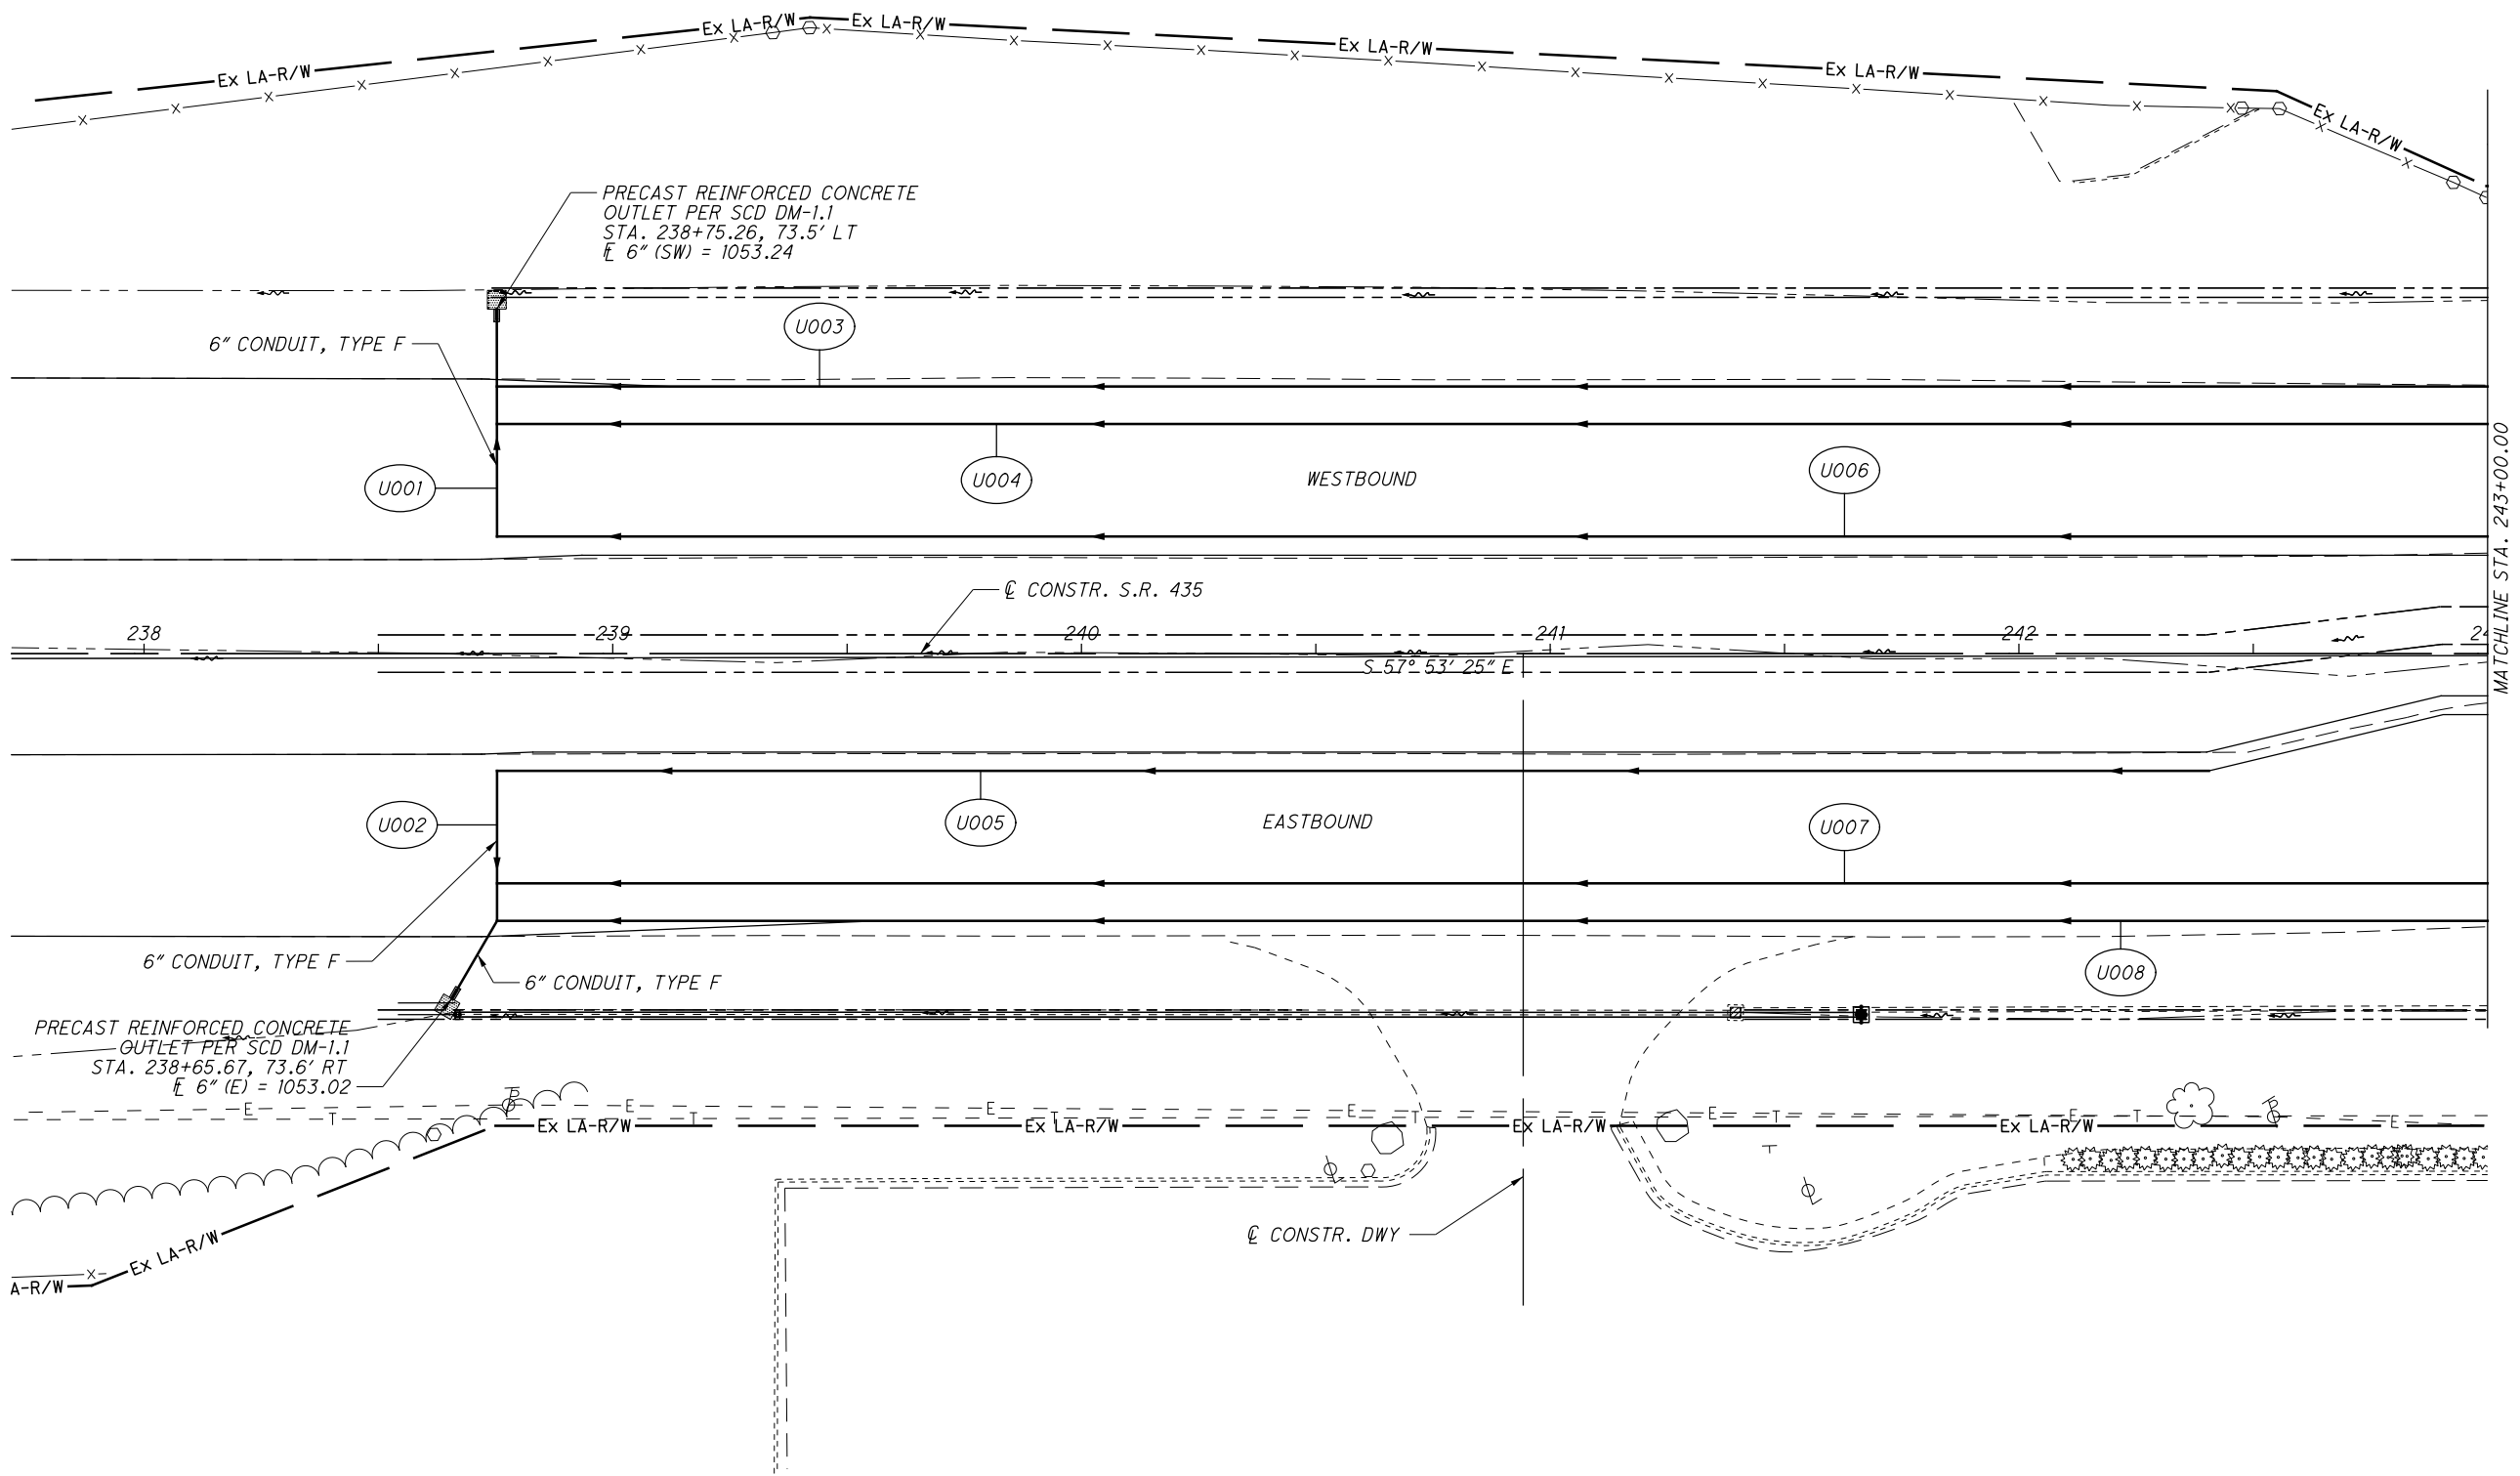 Ex LA-R/W
Ex LA-R/W
Ex LA-R/W
Ex LA-R/W
Ex LA-R/W
Ex LA-R/W
PRECAST REINFORCED CONCRETE
OUTLET PER SCD DM-1.1
STA. 238+75.26, 73.5' LT
FL 6" (SW) = 1053.24
6" CONDUIT, TYPE F
U003
U001
U004
WESTBOUND
U006
MATCHLINE STA. 243+00.00
CL CONSTR. S.R. 435
238
239
240
241
242
24
S 57° 53' 25" E
U002
U005
EASTBOUND
U007
6" CONDUIT, TYPE F
6" CONDUIT, TYPE F
U008
PRECAST REINFORCED CONCRETE
OUTLET PER SCD DM-1.1
STA. 238+65.67, 73.6' RT
FL 6" (E) = 1053.02
E
E
E
E
E
E
E
T
T
T
T
T
T
Ex LA-R/W
Ex LA-R/W
Ex LA-R/W
Ex LA-R/W
CL CONSTR. DWY
Ex LA-R/W
A-R/W